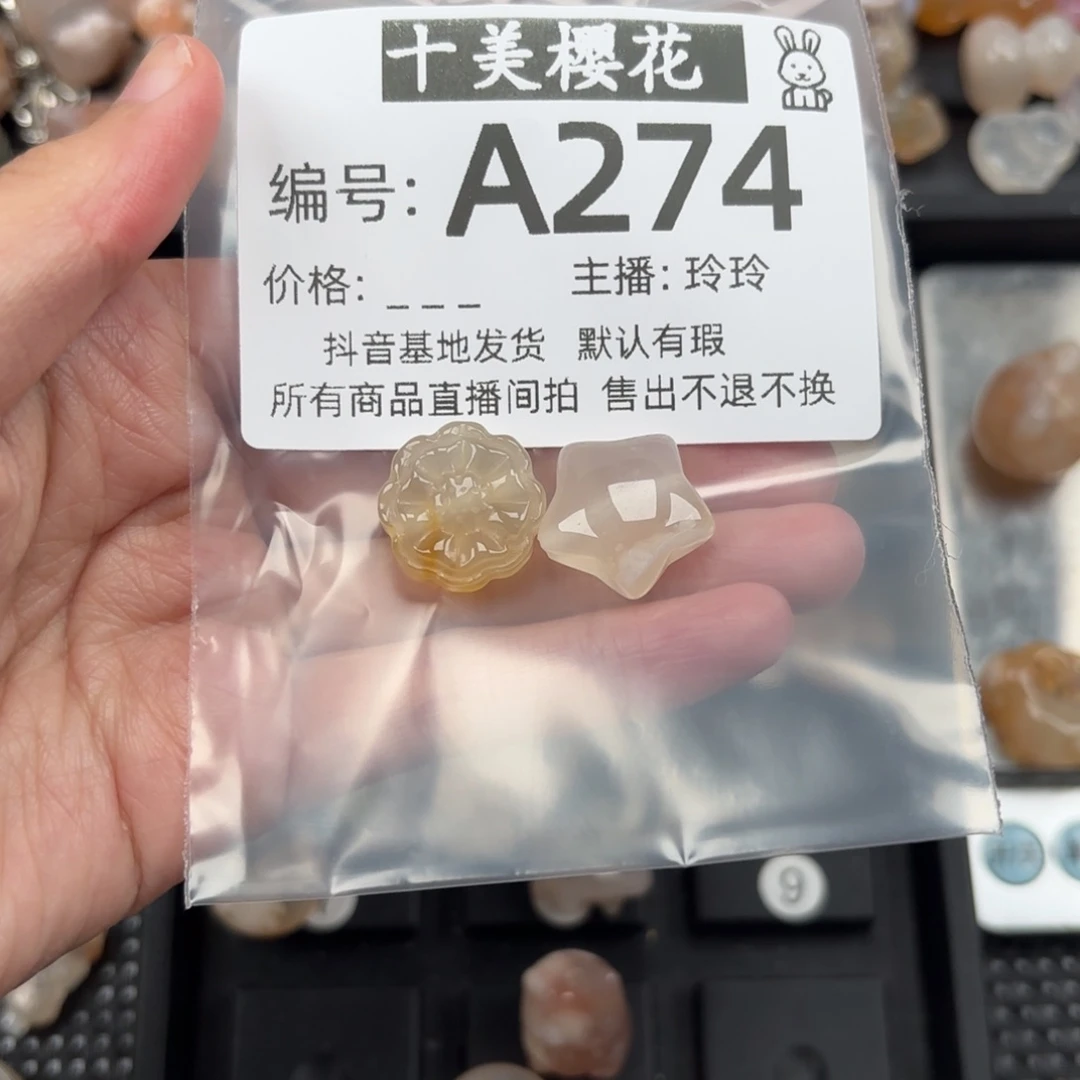 十美樱花
编号: A274
价格: _ _ _ 主播: 玲玲
抖音基地发货 默认有瑕
所有商品直播间拍 售出不退不换
9